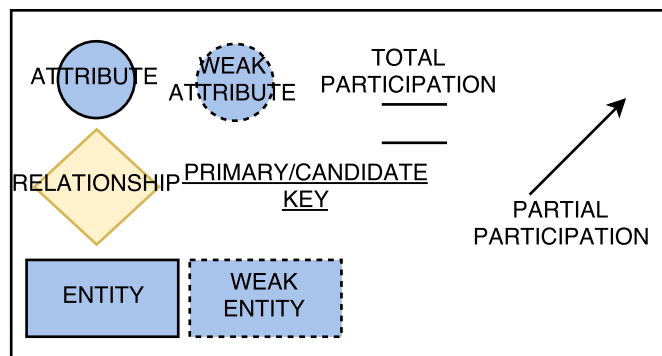 ATTRIBUTE
WEAK
ATTRIBUTE
TOTAL
PARTICIPATION
RELATIONSHIP
PRIMARY/CANDIDATE
KEY
PARTIAL
PARTICIPATION
ENTITY
WEAK
ENTITY